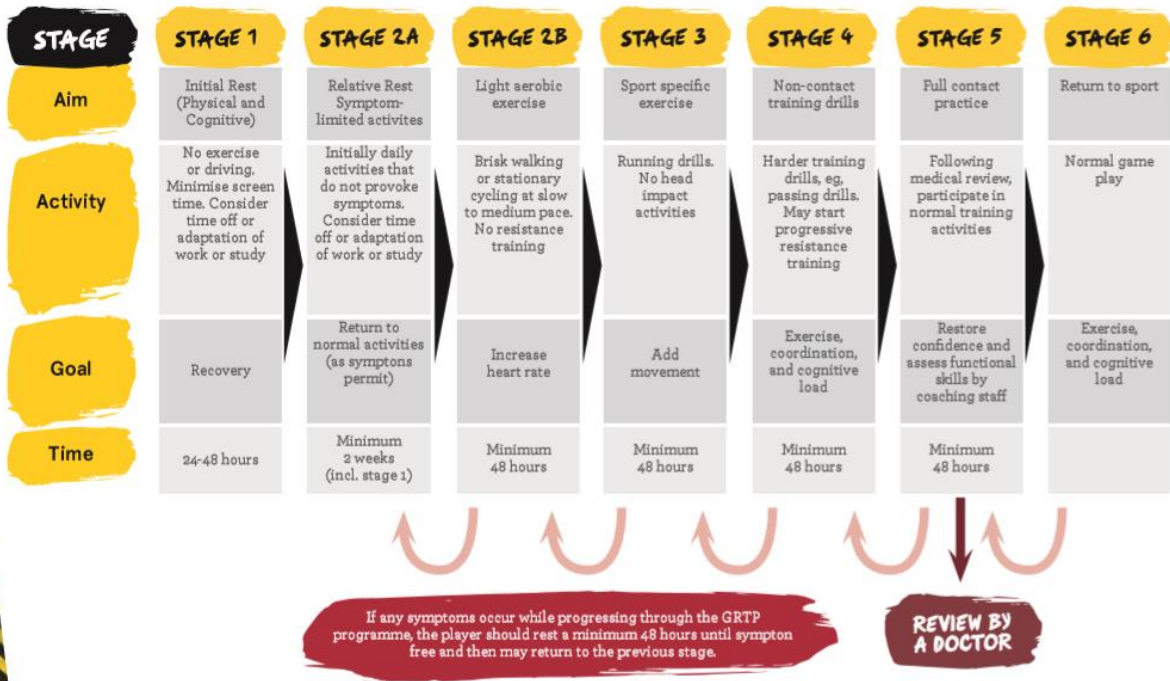 STAGE
STAGE 1
STAGE 2A
STAGE 2B
STAGE 3
STAGE 4
STAGE 5
STAGE 6
Aim
Initial Rest
(Physical and
Cognitive)
Relative Rest
Symptom-
limited activites
Light aerobic
exercise
Sport specific
exercise
Non-contact
training drills
Full contact
practice
Return to sport
Activity
No exercise
or driving.
Minimise screen
time. Consider
time off or
adaptation of
work or study
Initially daily
activities that
do not provoke
symptoms.
Consider time
off or adaptation
of work or study
Brisk walking
or stationary
cycling at slow
to medium pace.
No resistance
training
Running drills.
No head
impact
activities
Harder training
drills, eg,
passing drills.
May start
progressive
resistance
training
Following
medical review,
participate in
normal training
activities
Normal game
play
Goal
Recovery
Return to
normal activities
(as symptons
permit)
Increase
heart rate
Add
movement
Exercise,
coordination,
and cognitive
load
Restore
confidence and
assess functional
skills by
coaching staff
Exercise,
coordination,
and cognitive
load
Time
24-48 hours
Minimum
2 weeks
(incl. stage 1)
Minimum
48 hours
Minimum
48 hours
Minimum
48 hours
Minimum
48 hours
If any symptoms occur while progressing through the GRTP
programme, the player should rest a minimum 48 hours until sympton
free and then may return to the previous stage.
REVIEW BY
A DOCTOR